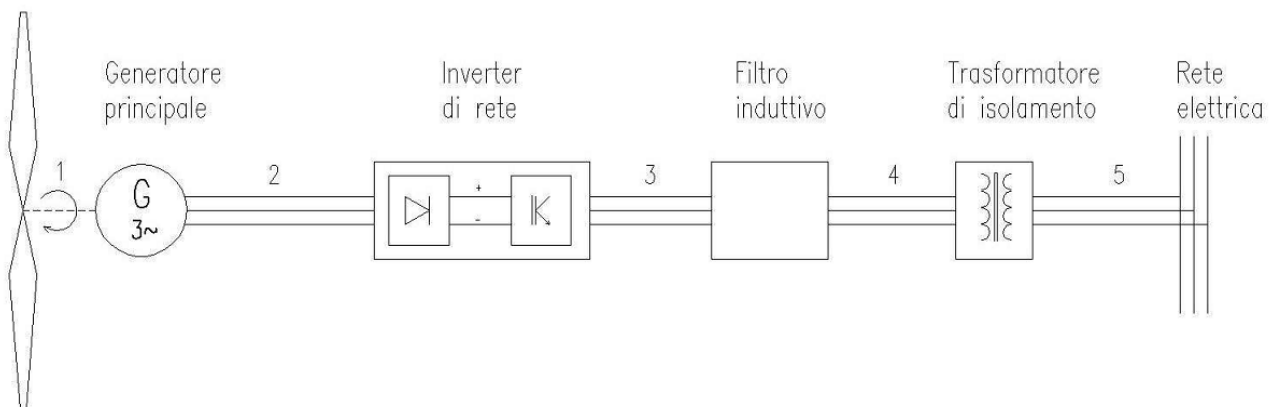 Generatore
principale
Inverter
di rete
Filtro
induttivo
Trasformatore
di isolamento
Rete
elettrica
1
2
3
4
5
G
3~
+
-